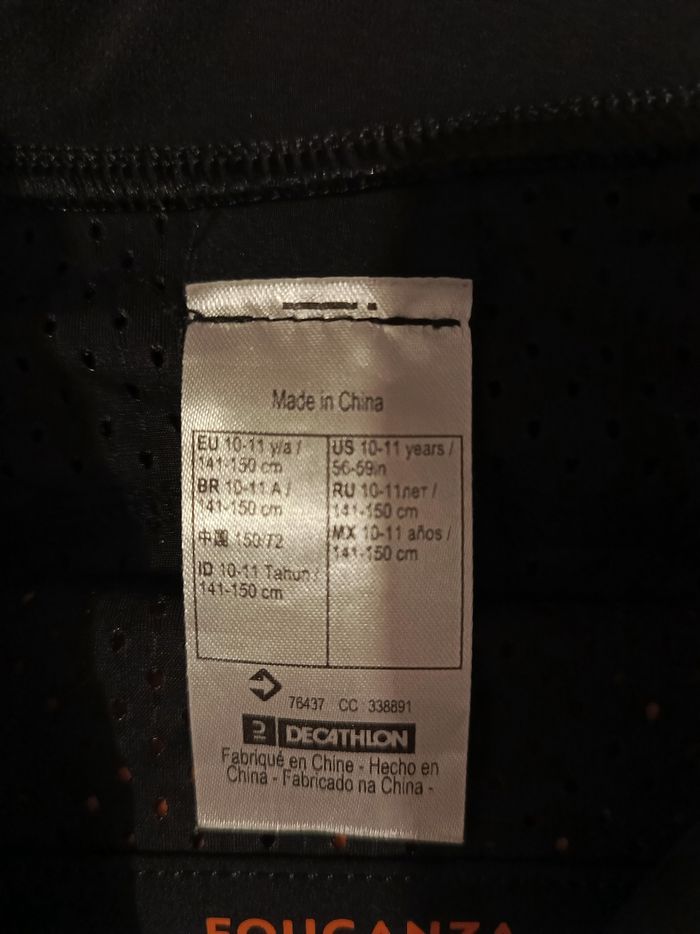 Made in China
EU 10-11 y/a /
141-150 cm
BR 10-11 A /
141-150 cm
中国 150/72
ID 10-11 Tahun /
141-150 cm
US 10-11 years /
56-59in
RU 10-11лет /
141-150 cm
MX 10-11 años /
141-150 cm
76437 CC 338891
DECATHLON
Fabriqué en Chine - Hecho en
China - Fabricado na China -
FOUGANZA